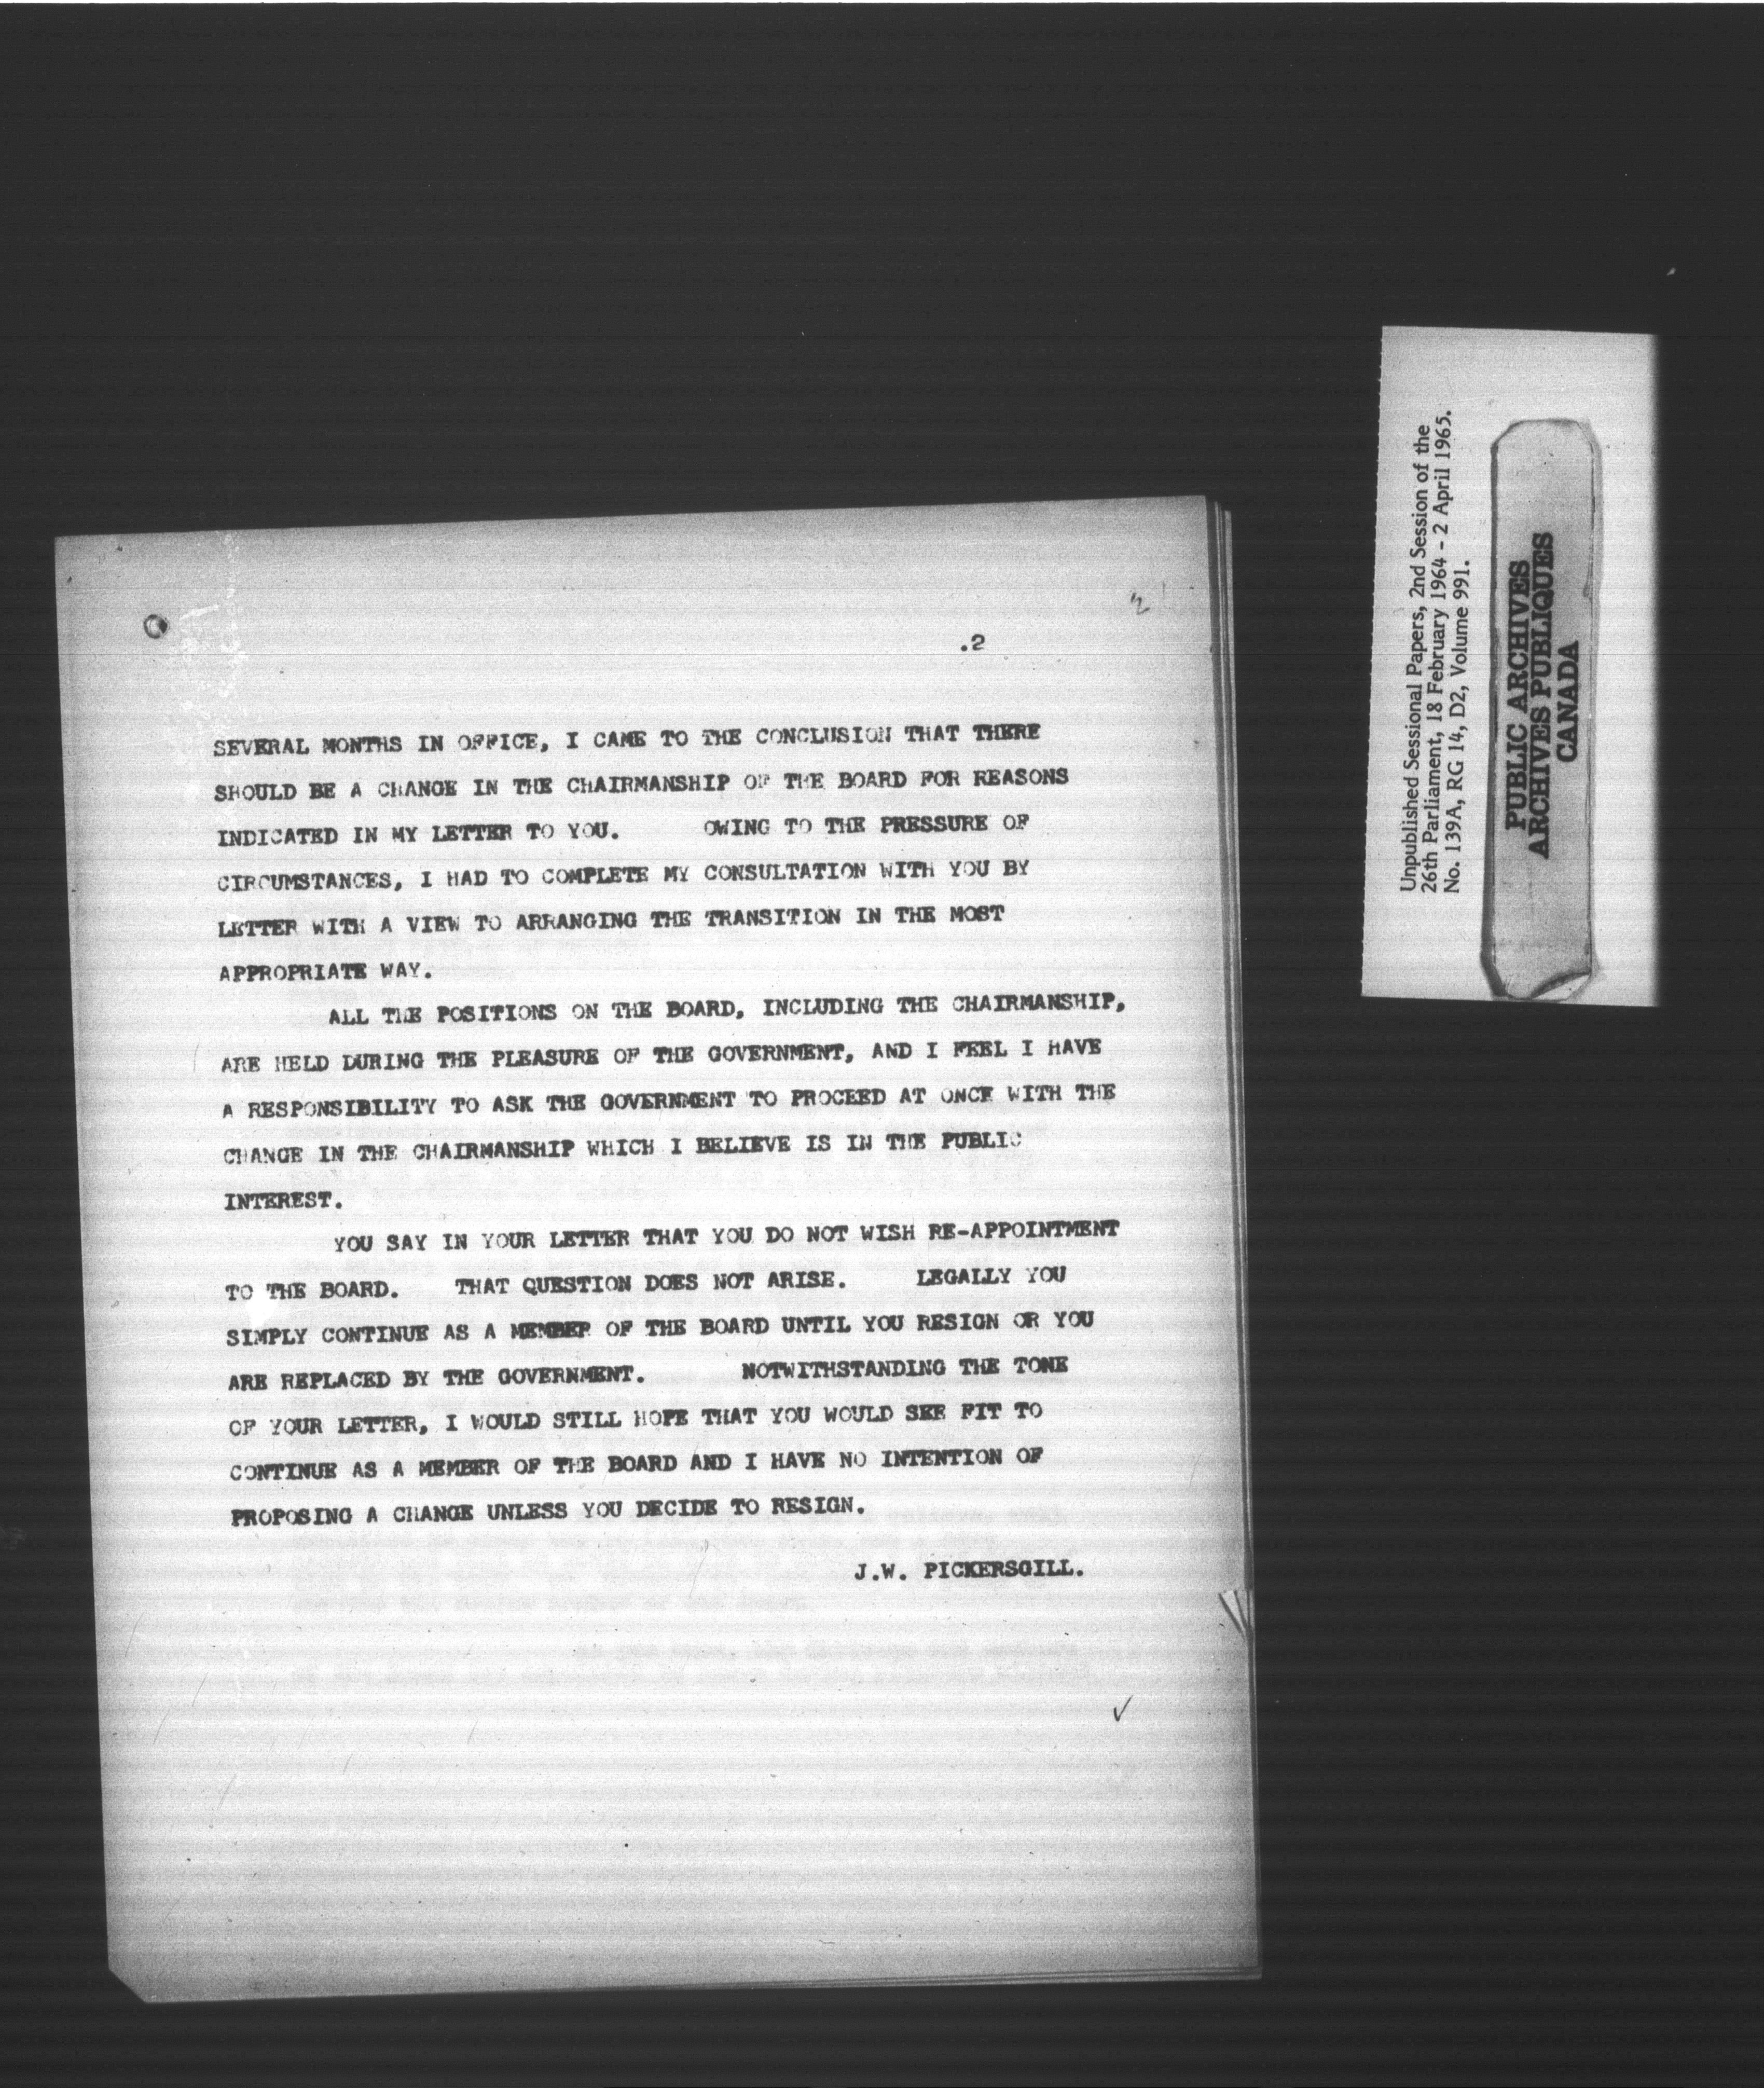 .2
SEVERAL MONTHS IN OFFICE, I CAME TO THE CONCLUSION THAT THERE
SHOULD BE A CHANGE IN THE CHAIRMANSHIP OF THE BOARD FOR REASONS
INDICATED IN MY LETTER TO YOU. OWING TO THE PRESSURE OF
CIRCUMSTANCES, I HAD TO COMPLETE MY CONSULTATION WITH YOU BY
LETTER WITH A VIEW TO ARRANGING THE TRANSITION IN THE MOST
APPROPRIATE WAY.
ALL THE POSITIONS ON THE BOARD, INCLUDING THE CHAIRMANSHIP,
ARE HELD DURING THE PLEASURE OF THE GOVERNMENT, AND I FEEL I HAVE
A RESPONSIBILITY TO ASK THE GOVERNMENT TO PROCEED AT ONCE WITH THE
CHANGE IN THE CHAIRMANSHIP WHICH I BELIEVE IS IN THE PUBLIC
INTEREST.
YOU SAY IN YOUR LETTER THAT YOU DO NOT WISH RE-APPOINTMENT
TO THE BOARD. THAT QUESTION DOES NOT ARISE. LEGALLY YOU
SIMPLY CONTINUE AS A MEMBER OF THE BOARD UNTIL YOU RESIGN OR YOU
ARE REPLACED BY THE GOVERNMENT. NOTWITHSTANDING THE TONE
OF YOUR LETTER, I WOULD STILL HOPE THAT YOU WOULD SEE FIT TO
CONTINUE AS A MEMBER OF THE BOARD AND I HAVE NO INTENTION OF
PROPOSING A CHANGE UNLESS YOU DECIDE TO RESIGN.
J.W. PICKERSGILL.
Unpublished Sessional Papers, 2nd Session of the
26th Parliament, 18 February 1964 - 2 April 1965.
No. 139A, RG 14, D2, Volume 991.
PUBLIC ARCHIVES
ARCHIVES PUBLIQUES
CANADA